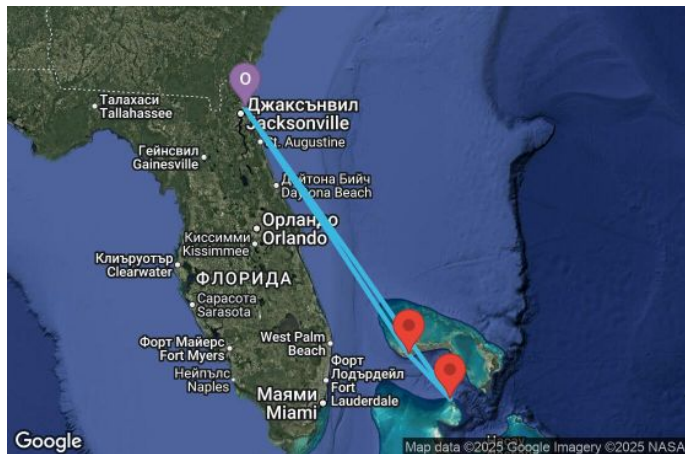 O
Джаксънвил
Jacksonville
Талахаси
Tallahassee
St. Augustine
Гейнсвил
Gainesville
Дейтона Бийч
Daytona Beach
Орландо
Orlando
Киссимми
Kissimmee
Клиъруотър
Clearwater
ФЛОРИДА
Сарасота
Sarasota
Форт Майерс
Fort Myers
West Palm
Beach
Нейпълс
Naples
Форт
Лодърдейл
Fort
Lauderdale
Маями
Miami
Google
Map data ©2025 Google Imagery ©2025 NASA